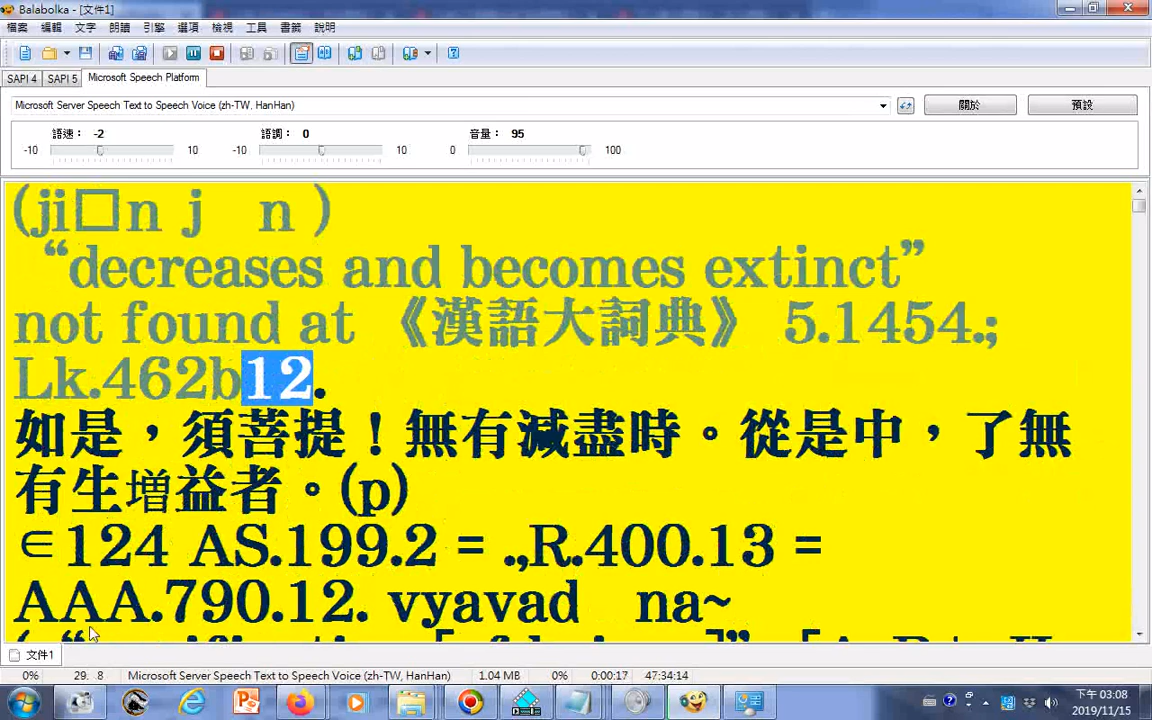 Balabolka - [文件1]
檔案 編輯 文字 朗讀 引擎 選項 檢視 工具 書籤 說明
SAPI 4 SAPI 5 Microsoft Speech Platform
Microsoft Server Speech Text to Speech Voice (zh-TW, HanHan) 關於 預設
語速: -2 語調: 0 音量: 95
-10 10 -10 10 0 100
(ji□n j n )
“decreases and becomes extinct”
not found at 《漢語大詞典》 5.1454.;
Lk.462b12.
如是，須菩提！無有減盡時。從是中，了無
有生增益者。(p)
∈124 AS.199.2 = .,R.400.13 =
AAA.790.12. vyavad na~
文件1
0% 29. 8 Microsoft Server Speech Text to Speech Voice (zh-TW, HanHan) 1.04 MB 0% 0:00:17 47:34:14
下午 03:08
2019/11/15